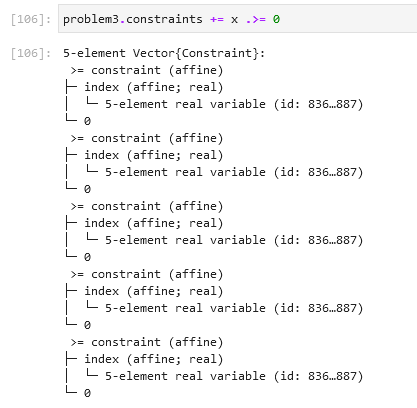 [106]: problem3.constraints += x .>= 0
[106]: 5-element Vector{Constraint}:
>= constraint (affine)
├─ index (affine; real)
│  └─ 5-element real variable (id: 836…887)
└─ 0
>= constraint (affine)
├─ index (affine; real)
│  └─ 5-element real variable (id: 836…887)
└─ 0
>= constraint (affine)
├─ index (affine; real)
│  └─ 5-element real variable (id: 836…887)
└─ 0
>= constraint (affine)
├─ index (affine; real)
│  └─ 5-element real variable (id: 836…887)
└─ 0
>= constraint (affine)
├─ index (affine; real)
│  └─ 5-element real variable (id: 836…887)
└─ 0